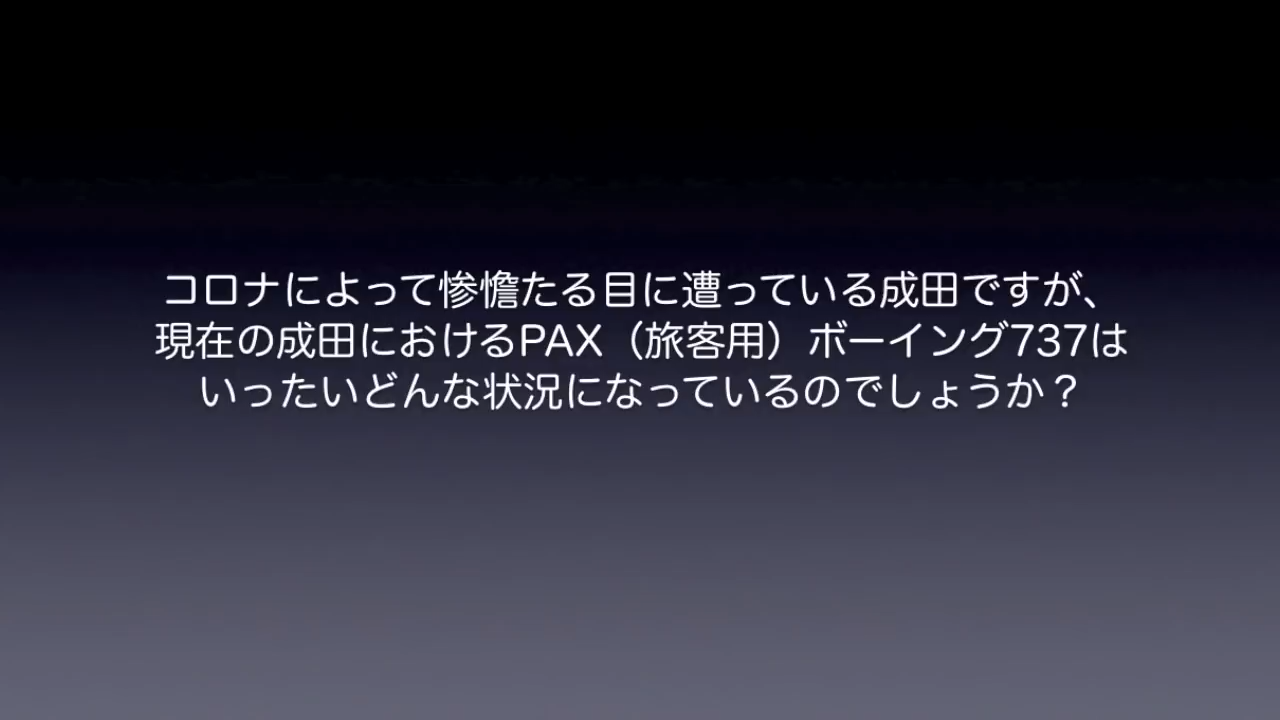 コロナによって惨憺たる目に遭っている成田ですが、
現在の成田におけるPAX（旅客用）ボーイング737は
いったいどんな状況になっているのでしょうか？